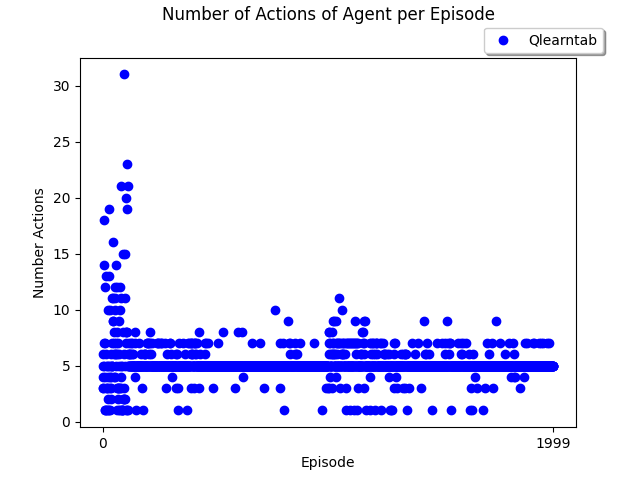 Number of Actions of Agent per Episode
Qlearntab
Number Actions
30
25
20
15
10
5
0
0
1999
Episode